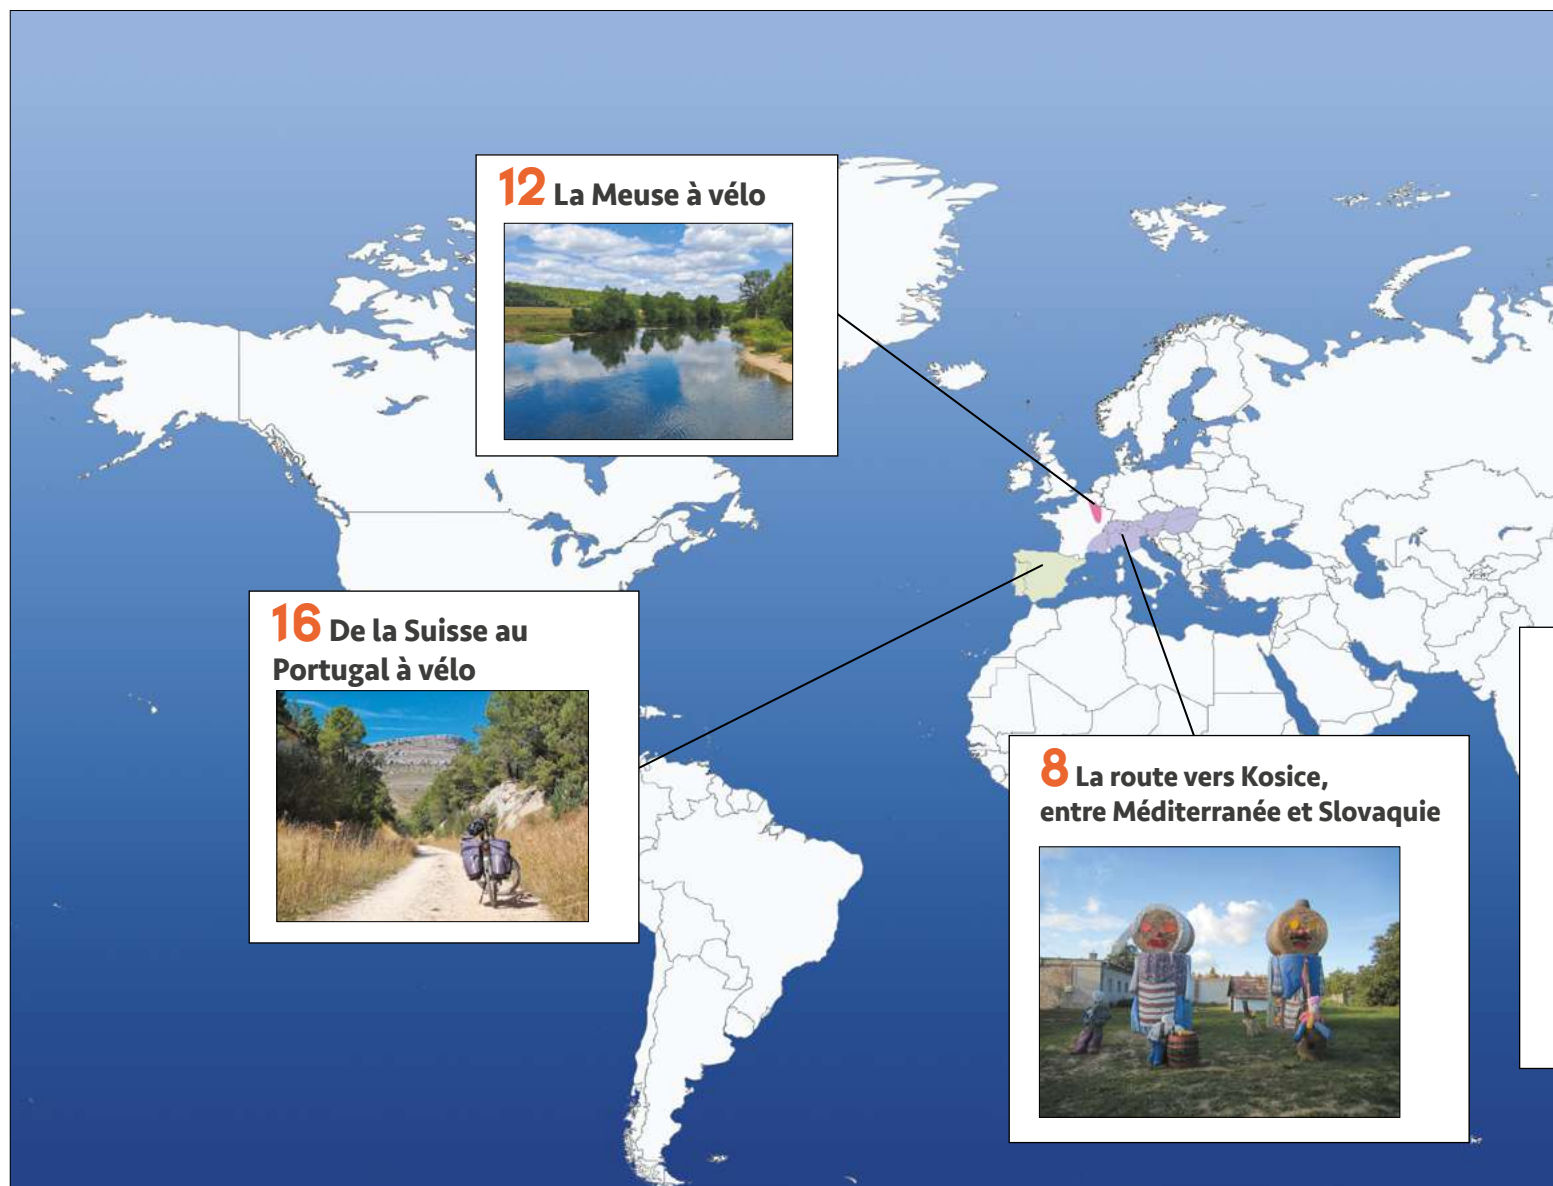 12 La Meuse à vélo
16 De la Suisse au
Portugal à vélo
8 La route vers Kosice,
entre Méditerranée et Slovaquie